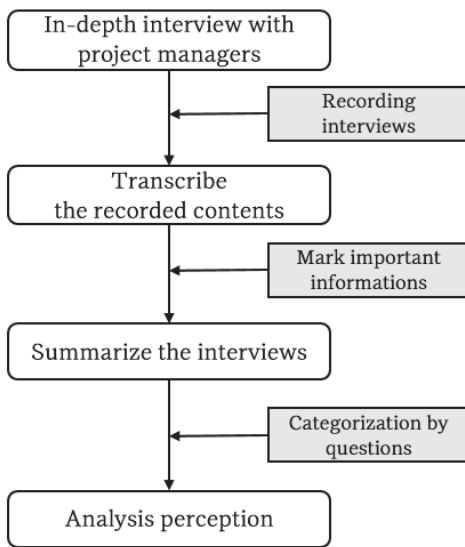 In-depth interview with
project managers
Recording
interviews
Transcribe
the recorded contents
Mark important
informations
Summarize the interviews
Categorization by
questions
Analysis perception